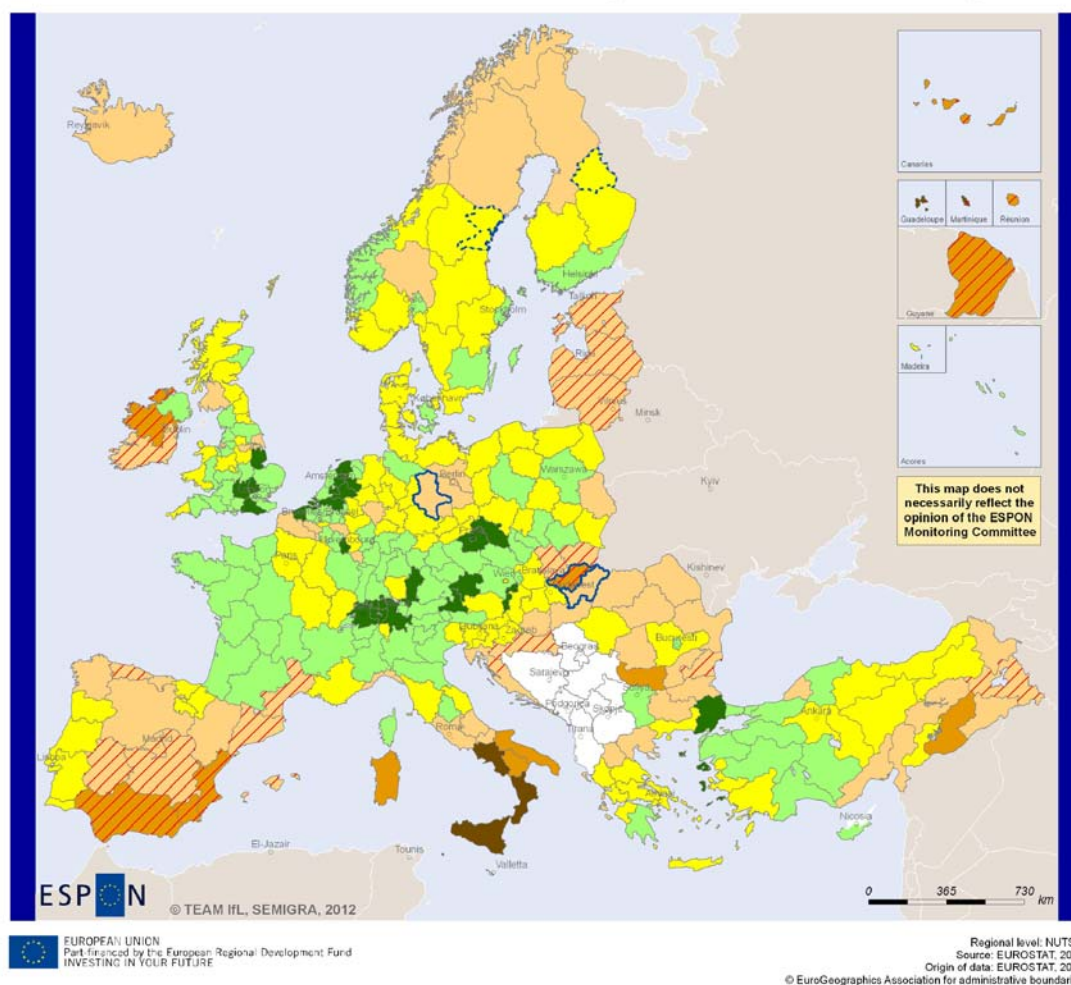 Reykjavik
Canarias
Guadeloupe
Martinique
Réunion
Guyane
Madeira
Acores
This map does not
necessarily reflect the
opinion of the ESPON
Monitoring Committee
Helsinki
Tallinn
Stockholm
Oslo
Riga
Vilnius
Minsk
København
Dublin
Berlin
Warszawa
Kyiv
Paris
Wien
Bratislava
Kishinev
Ljubljana
Zagreb
Beograd
Bucuresti
Sarajevo
Podgorica
Skopje
Tirana
Roma
Madrid
Lisboa
Ankara
Nicosia
El-Jazair
Tounis
Valletta
ESPON
© TEAM IfL, SEMIGRA, 2012
0 365 730
km
EUROPEAN UNION
Part-financed by the European Regional Development Fund
INVESTING IN YOUR FUTURE
Regional level: NUTS
Source: EUROSTAT, 20
Origin of data: EUROSTAT, 20
© EuroGeographics Association for administrative boundari